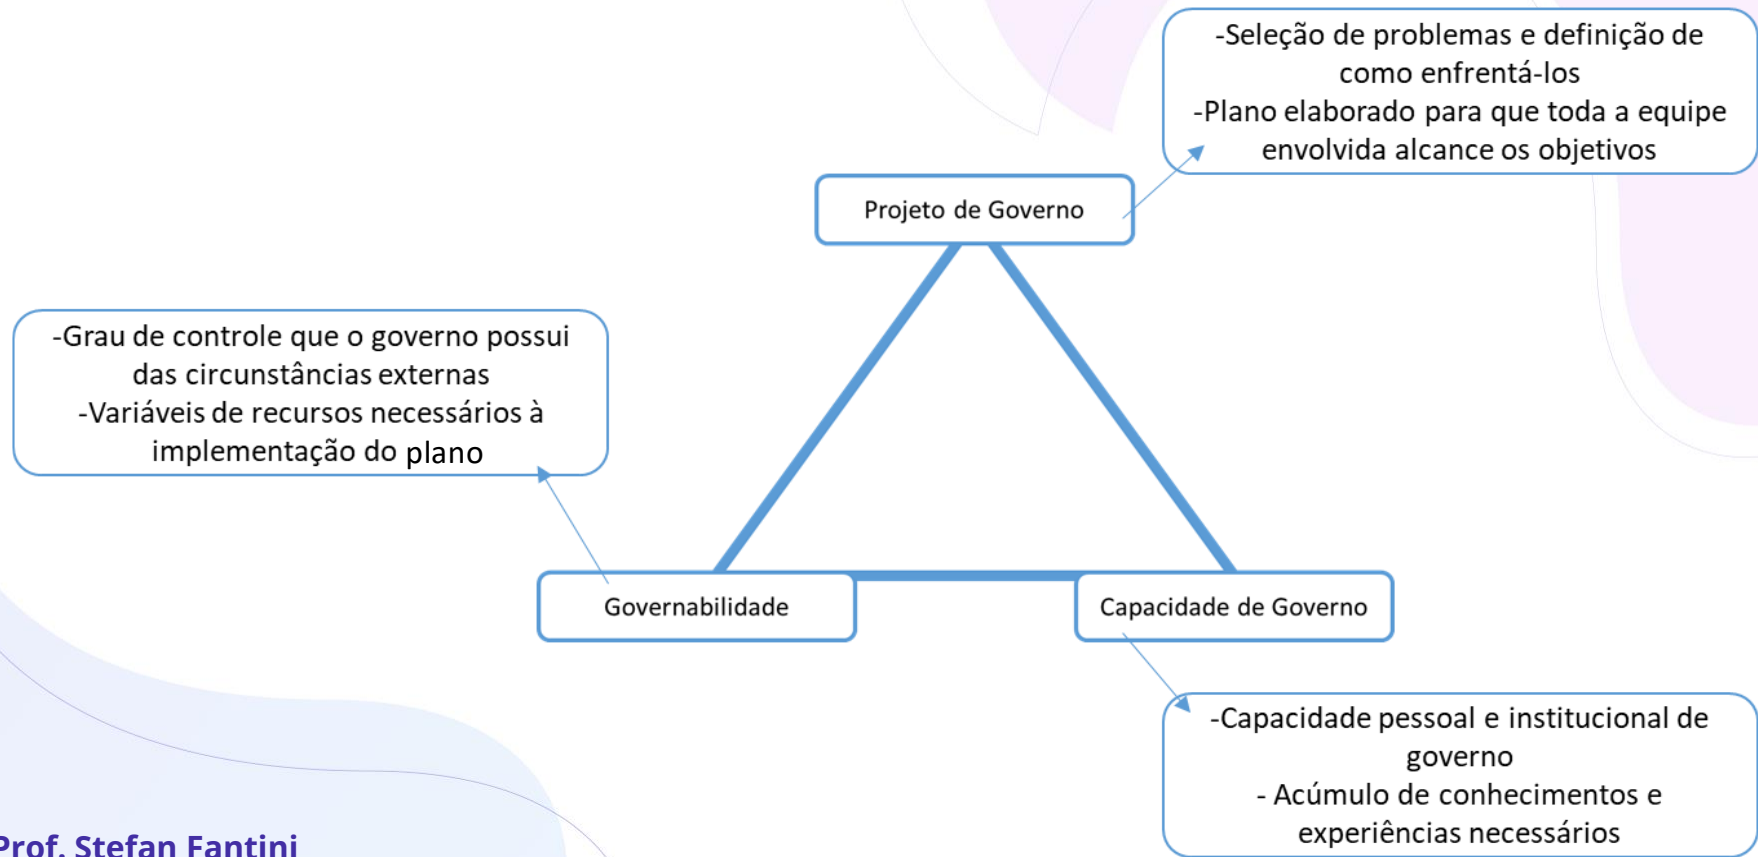 -Seleção de problemas e definição de
como enfrentá-los
-Plano elaborado para que toda a equipe
envolvida alcance os objetivos
Projeto de Governo
-Grau de controle que o governo possui
das circunstâncias externas
-Variáveis de recursos necessários à
implementação do plano
Governabilidade
Capacidade de Governo
-Capacidade pessoal e institucional de
governo
- Acúmulo de conhecimentos e
experiências necessários
Prof. Stefan Fantini